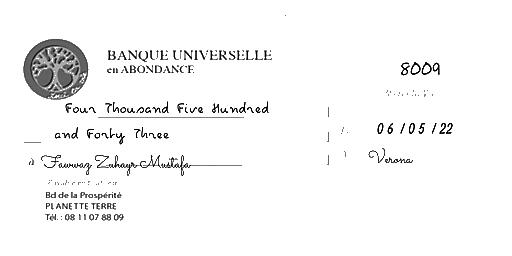 BANQUE UNIVERSELLE
en ABONDANCE
8009
Four Thousand Five Hundred
and Forty Three
06/05/22
à Fawwaz Zuhayr Mustafa
Verona
Bd de la Prospérité
PLANETTE TERRE
Tél. : 08 11 07 88 09